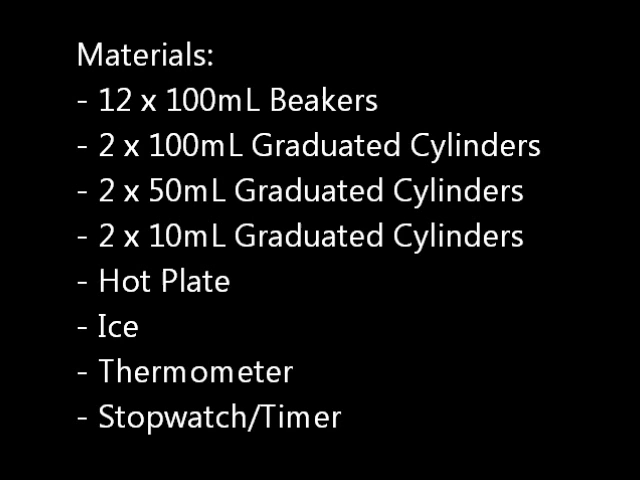 Materials:
- 12 x 100mL Beakers
- 2 x 100mL Graduated Cylinders
- 2 x 50mL Graduated Cylinders
- 2 x 10mL Graduated Cylinders
- Hot Plate
- Ice
- Thermometer
- Stopwatch/Timer